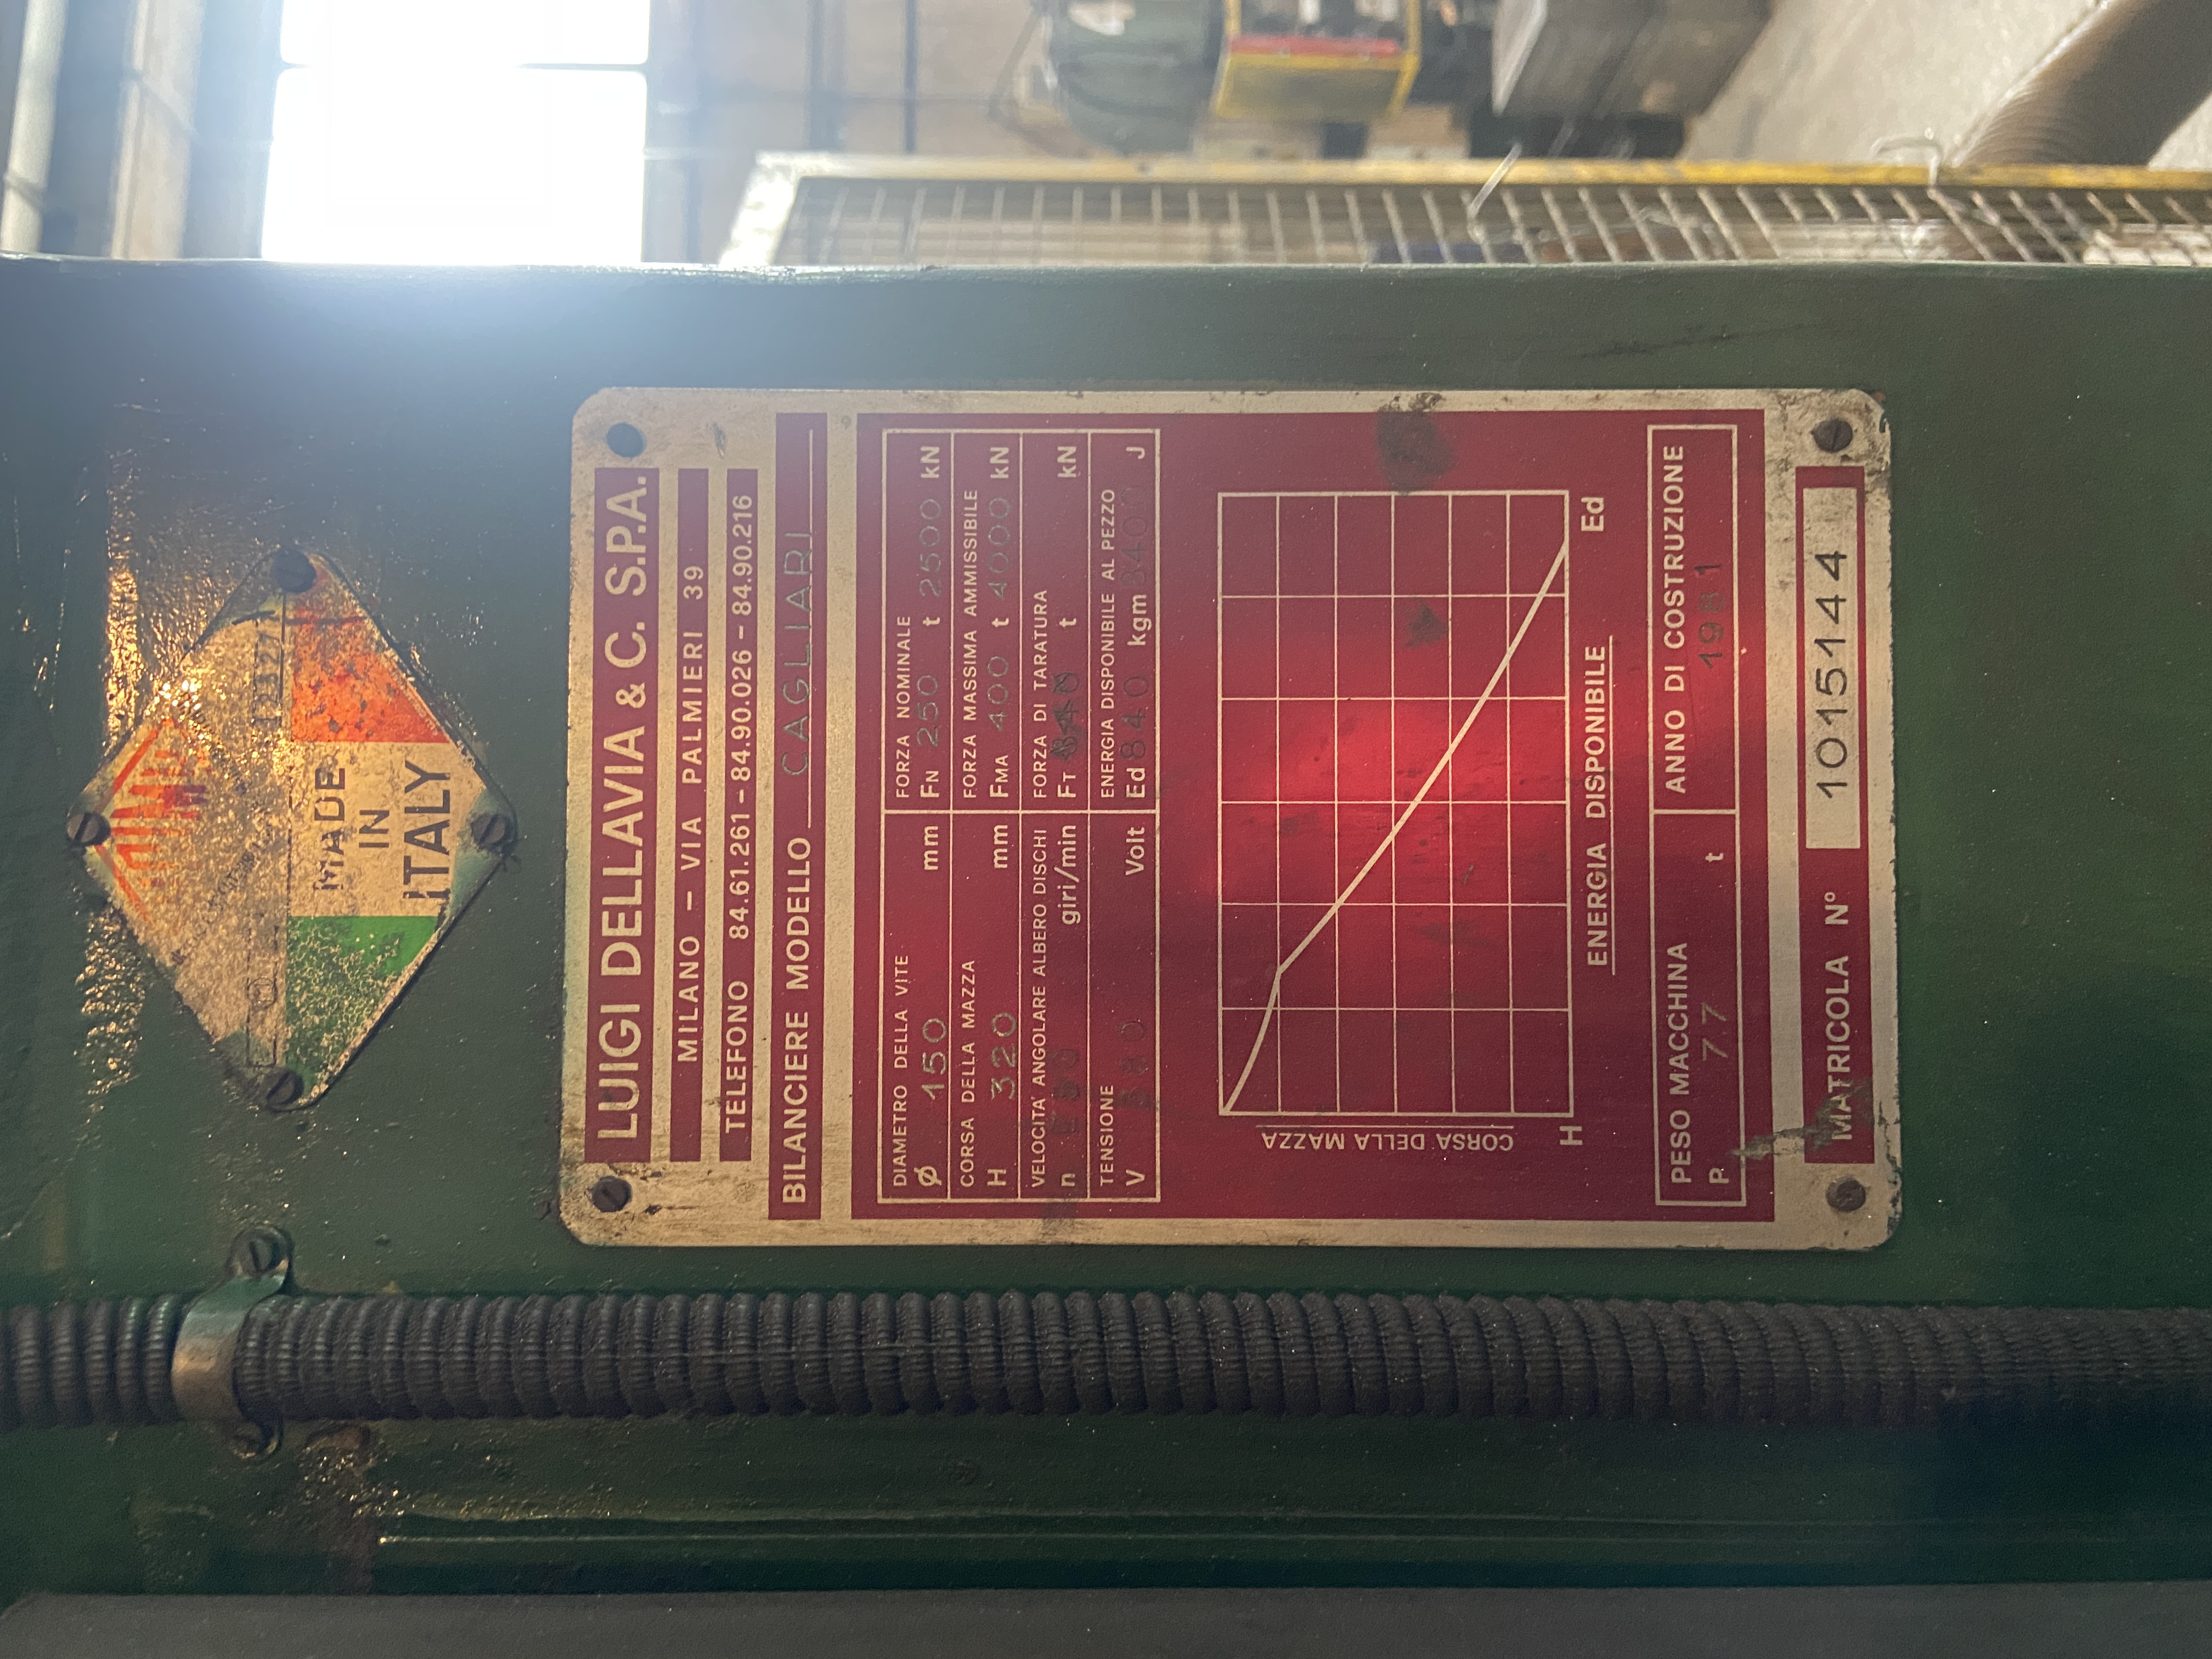 12327
MADE
IN
ITALY
LUIGI DELLAVIA & C. S.P.A.
MILANO – VIA PALMIERI 39
TELEFONO 84.61.261 – 84.90.026 – 84.90.216
BILANCIERE MODELLO CAGLIARI
DIAMETRO DELLA VITE
Ø 150 mm
FORZA NOMINALE
FN 250 t 2500 kN
CORSA DELLA MAZZA
H 320 mm
FORZA MASSIMA AMMISSIBILE
FMA 400 t 4000 kN
VELOCITA' ANGOLARE ALBERO DISCHI
n giri/min
FORZA DI TARATURA
FT t kN
TENSIONE
V Volt
ENERGIA DISPONIBILE AL PEZZO
Ed 840 kgm 8400 J
CORSA DELLA MAZZA
H
Ed
ENERGIA DISPONIBILE
PESO MACCHINA
P 7.7 t
ANNO DI COSTRUZIONE
1981
MATRICOLA N° 1015144